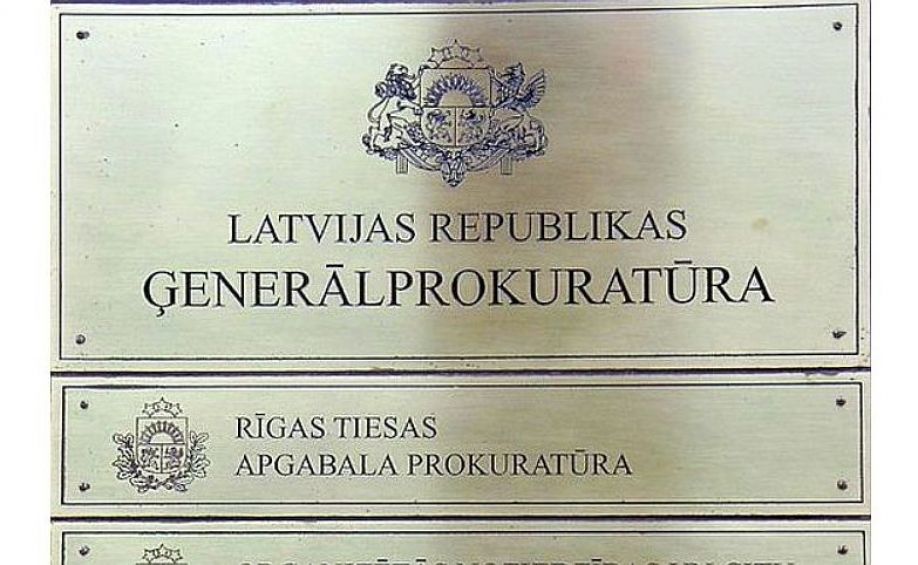 LATVIJAS REPUBLIKAS
ĢENERĀLPROKURATŪRA
RĪGAS TIESAS
APGABALA PROKURATŪRA